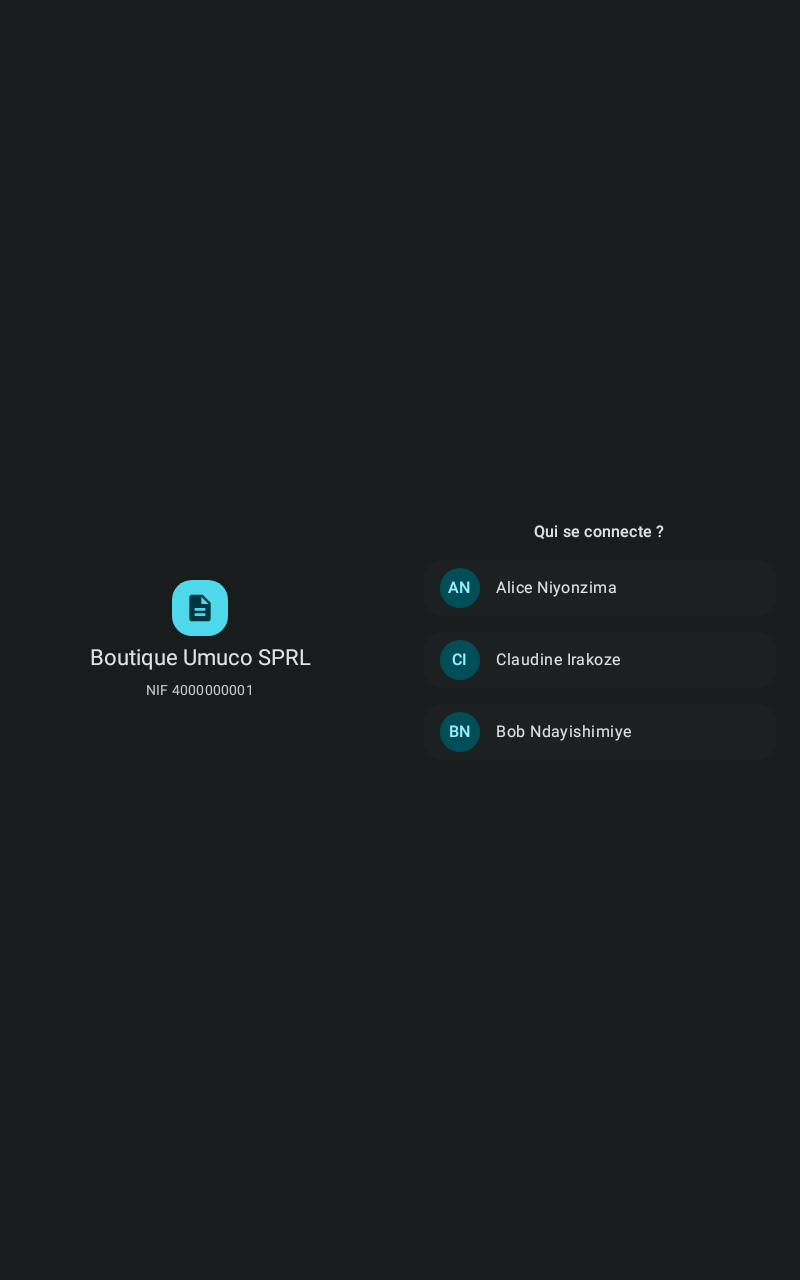 Boutique Umuco SPRL
NIF 4000000001
Qui se connecte ?
AN Alice Niyonzima
CI Claudine Irakoze
BN Bob Ndayishimiye